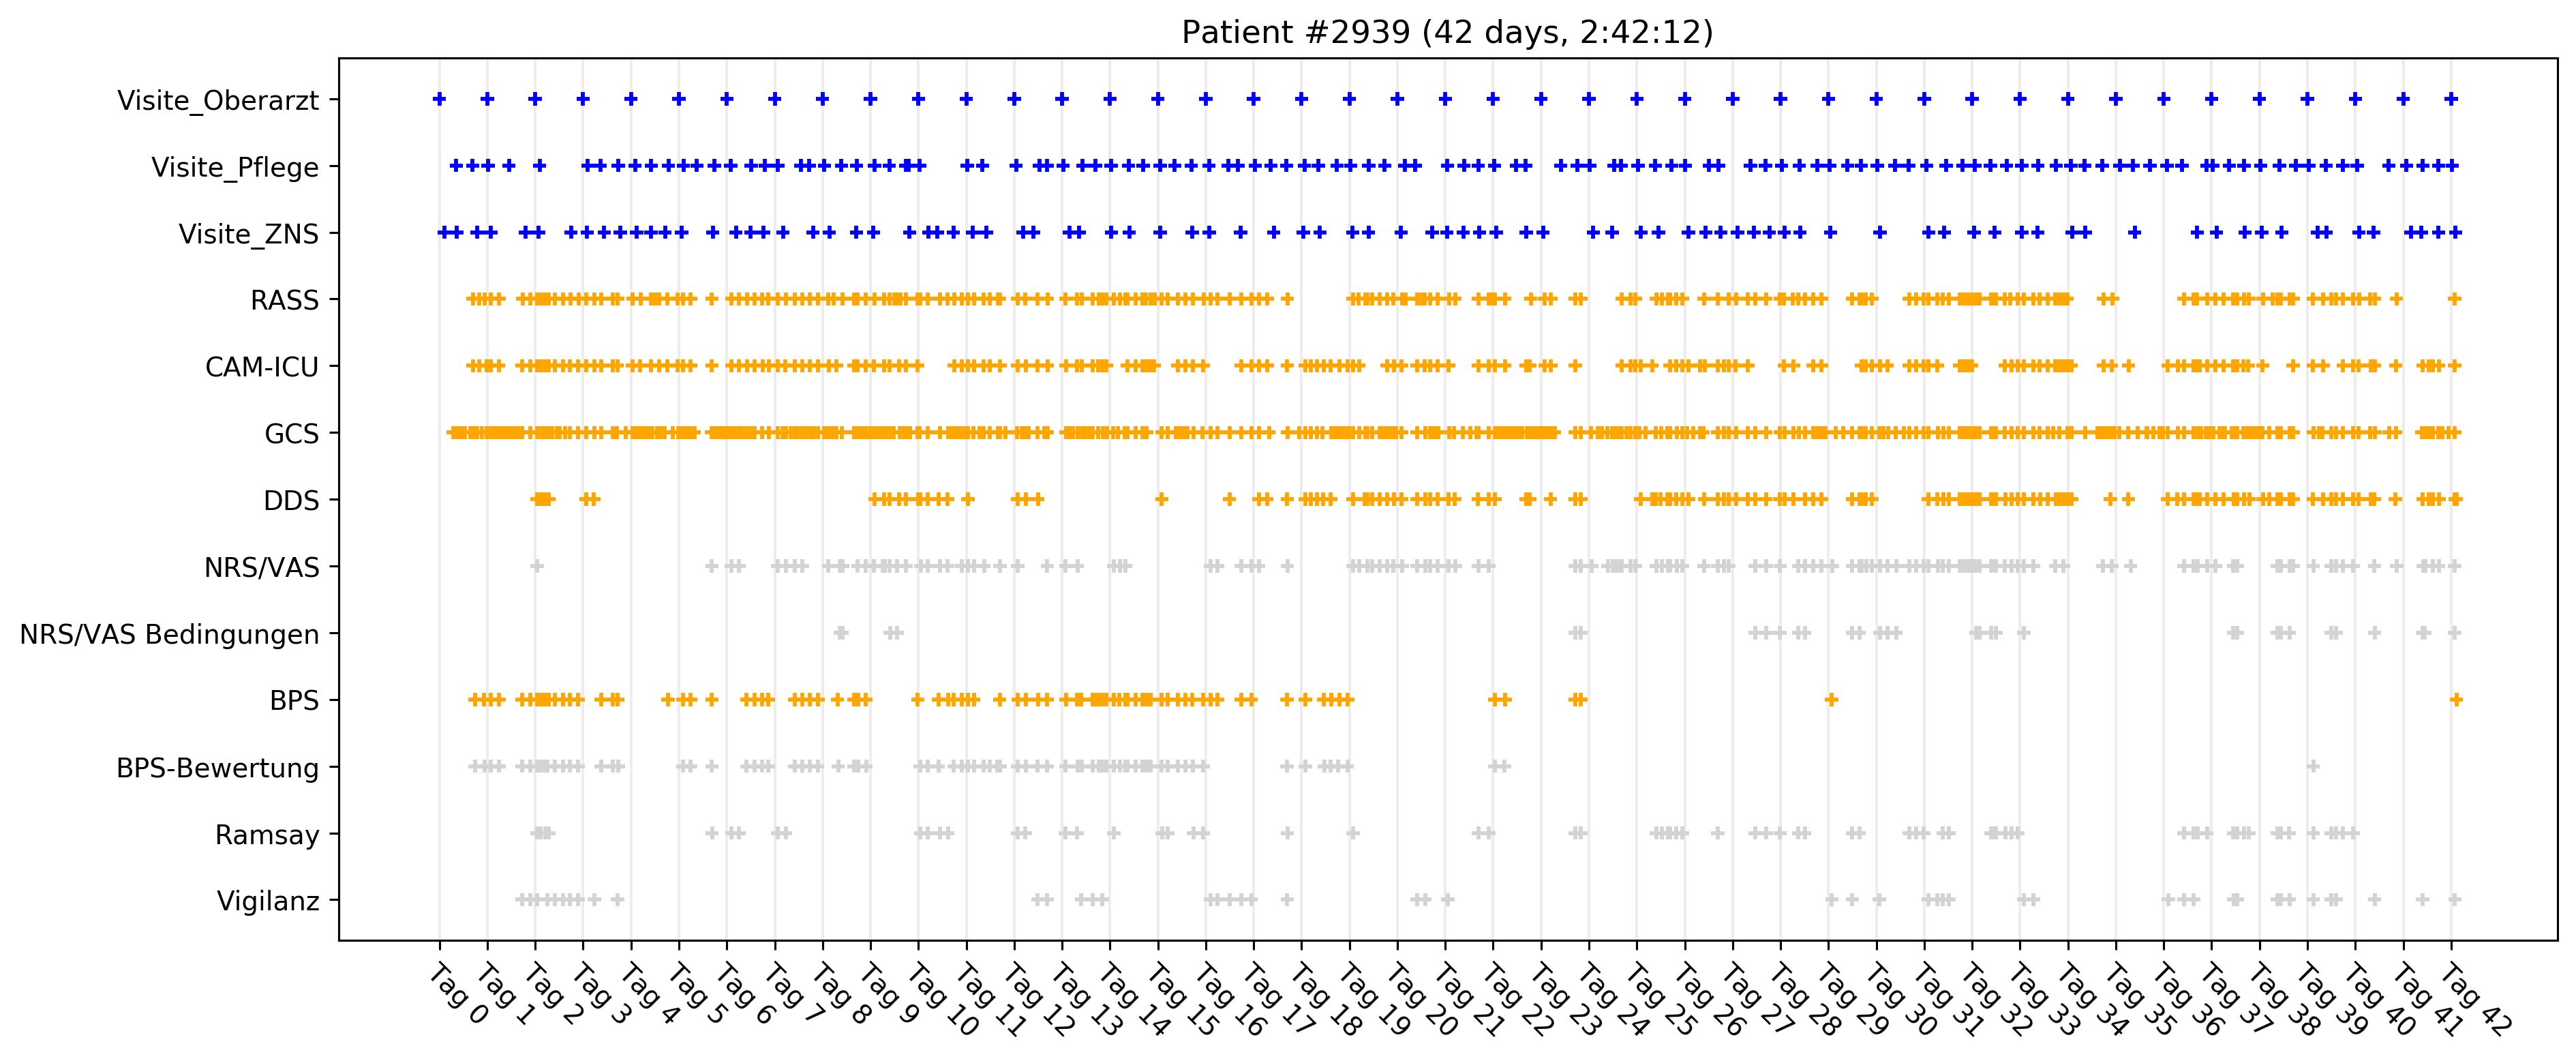 Patient #2939 (42 days, 2:42:12)
Visite_Oberarzt
Visite_Pflege
Visite_ZNS
RASS
CAM-ICU
GCS
DDS
NRS/VAS
NRS/VAS Bedingungen
BPS
BPS-Bewertung
Ramsay
Vigilanz
Tag 0
Tag 1
Tag 2
Tag 3
Tag 4
Tag 5
Tag 6
Tag 7
Tag 8
Tag 9
Tag 10
Tag 11
Tag 12
Tag 13
Tag 14
Tag 15
Tag 16
Tag 17
Tag 18
Tag 19
Tag 20
Tag 21
Tag 22
Tag 23
Tag 24
Tag 25
Tag 26
Tag 27
Tag 28
Tag 29
Tag 30
Tag 31
Tag 32
Tag 33
Tag 34
Tag 35
Tag 36
Tag 37
Tag 38
Tag 39
Tag 40
Tag 41
Tag 42